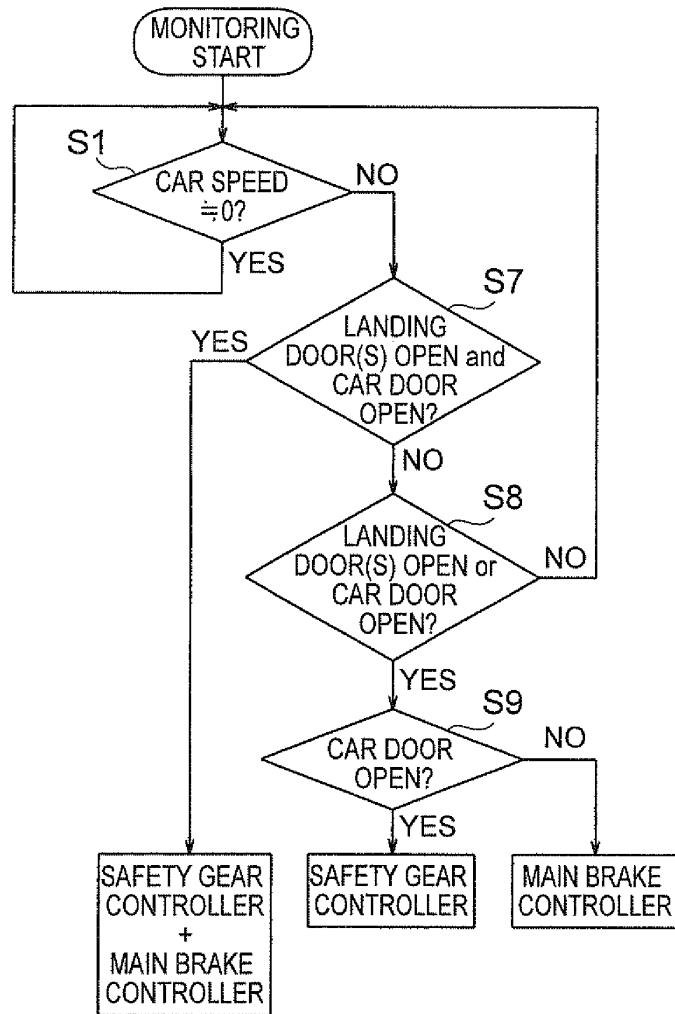 MONITORING
START
S1
CAR SPEED
≒0?
NO
YES
S7
YES
LANDING
DOOR(S) OPEN and
CAR DOOR
OPEN?
NO
S8
LANDING
DOOR(S) OPEN or
CAR DOOR
OPEN?
NO
YES
S9
CAR DOOR
OPEN?
NO
YES
SAFETY GEAR
CONTROLLER
+
MAIN BRAKE
CONTROLLER
SAFETY GEAR
CONTROLLER
MAIN BRAKE
CONTROLLER